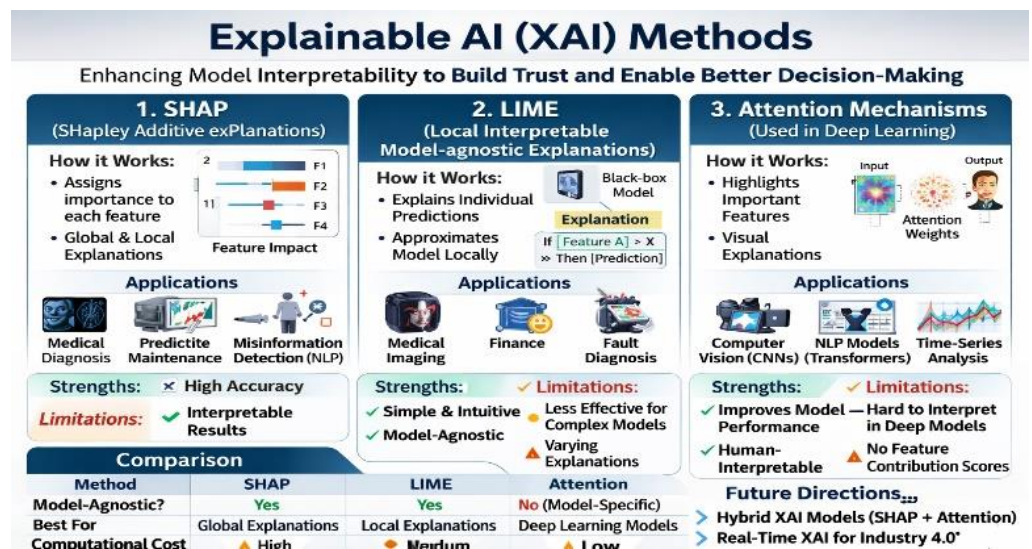 Explainable AI (XAI) Methods
Enhancing Model Interpretability to Build Trust and Enable Better Decision-Making
1. SHAP
(SHapley Additive exPlanations)
How it Works:
• Assigns
importance to
each feature
• Global & Local
Explanations
2
11
F1
F2
F3
F4
Feature Impact
Applications
Medical
Diagnosis
Predictite
Maintenance
Misinformation
Detection (NLP)
Strengths: High Accuracy
Limitations: Interpretable
Results
2. LIME
(Local Interpretable
Model-agnostic Explanations)
How it Works:
• Explains Individual
Predictions
• Approximates
Model Locally
Black-box
Model
Explanation
If [Feature A] > X
» Then [Prediction]
Applications
Medical
Imaging
Finance
Fault
Diagnosis
Strengths:
Simple & Intuitive
Model-Agnostic
Limitations:
Less Effective for
Complex Models
Varying
Explanations
3. Attention Mechanisms
(Used in Deep Learning)
How it Works:
• Highlights
Important
Features
• Visual
Explanations
Input
Output
Attention
Weights
Applications
Computer
Vision (CNNs)
NLP Models
(Transformers)
Time-Series
Analysis
Strengths:
Improves Model
Performance
Human-
Interpretable
Limitations:
Hard to Interpret
in Deep Models
No Feature
Contribution Scores
Comparison
Method SHAP LIME Attention
Model-Agnostic? Yes Yes No (Model-Specific)
Best For Global Explanations Local Explanations Deep Learning Models
Computational Cost High Low
Future Directions...
Hybrid XAI Models (SHAP + Attention)
Real-Time XAI for Industry 4.0"